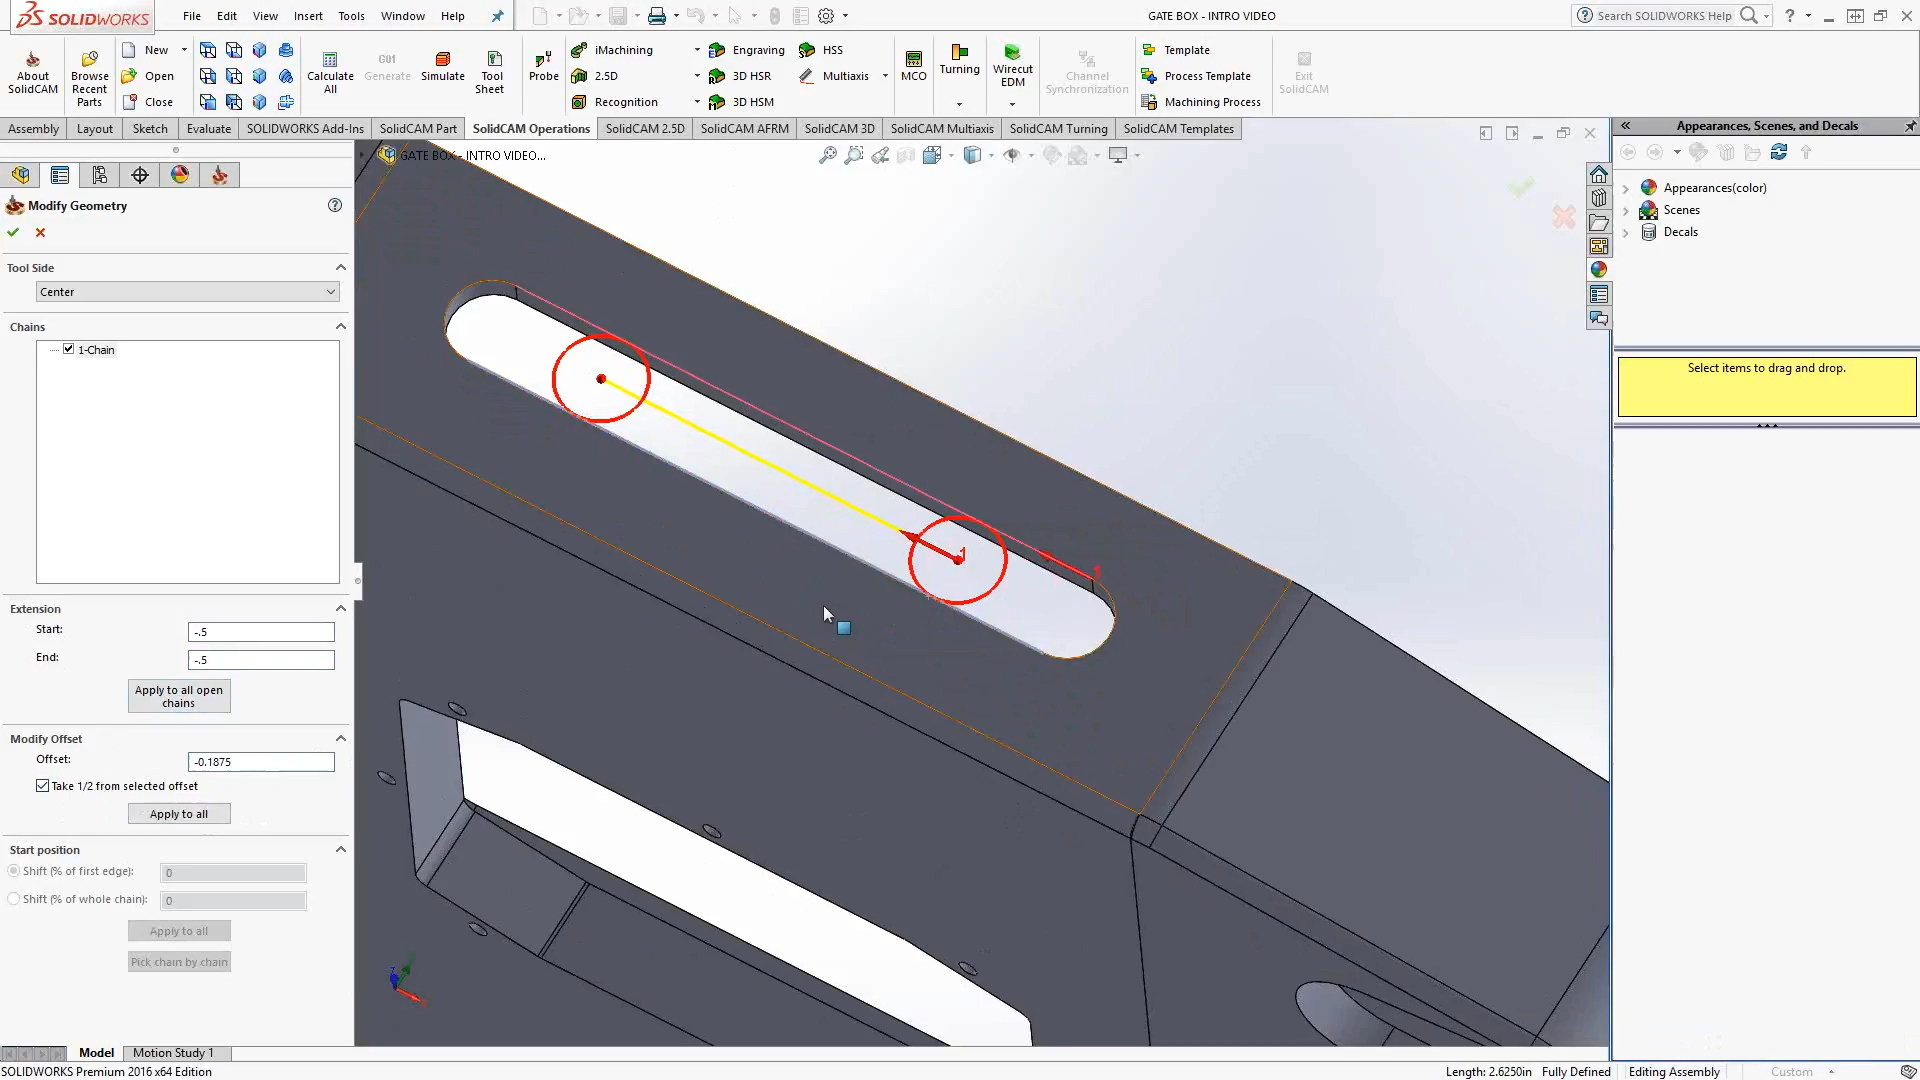 SOLIDWORKS File Edit View Insert Tools Window Help GATE BOX - INTRO VIDEO Search SOLIDWORKS Help ?
About SolidCAM
Browse Recent Parts
New
Open
Close
Calculate All
G01
Generate
Simulate
Tool Sheet
Probe
iMachining
2.5D
Recognition
Engraving
3D HSR
3D HSM
HSS
Multiaxis
MCO
Turning
Wirecut EDM
Channel Synchronization
Template
Process Template
Machining Process
Exit SolidCAM
Assembly Layout Sketch Evaluate SOLIDWORKS Add-Ins SolidCAM Part SolidCAM Operations SolidCAM 2.5D SolidCAM AFRM SolidCAM 3D SolidCAM Multiaxis SolidCAM Turning SolidCAM Templates
GATE BOX - INTRO VIDEO...
Modify Geometry ?
Tool Side
Center
Chains
1-Chain
Extension
Start: -.5
End: -.5
Apply to all open chains
Modify Offset
Offset: -0.1875
Take 1/2 from selected offset
Apply to all
Start position
Shift (% of first edge): 0
Shift (% of whole chain): 0
Apply to all
Pick chain by chain
1
1
Appearances, Scenes, and Decals
Appearances(color)
Scenes
Decals
Select items to drag and drop.
Model Motion Study 1
SOLIDWORKS Premium 2016 x64 Edition Length: 2.6250in Fully Defined Editing Assembly Custom